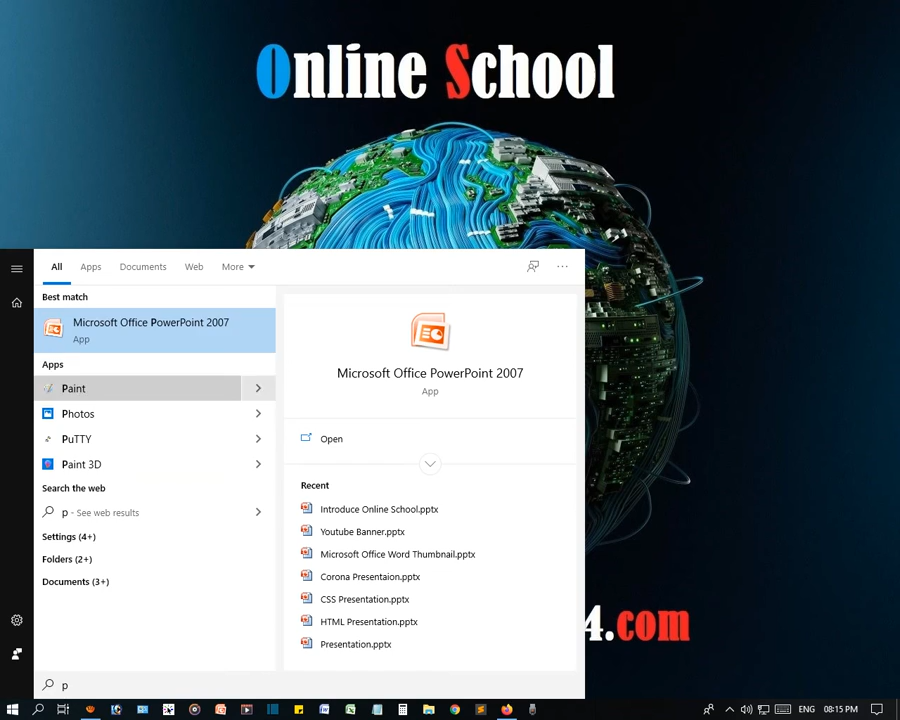 Online School
All Apps Documents Web More
Best match
Microsoft Office PowerPoint 2007
App
Apps
Paint
Photos
PuTTY
Paint 3D
Search the web
p - See web results
Settings (4+)
Folders (2+)
Documents (3+)
Microsoft Office PowerPoint 2007
App
Open
Recent
Introduce Online School.pptx
Youtube Banner.pptx
Microsoft Office Word Thumbnail.pptx
Corona Presentaion.pptx
CSS Presentation.pptx
HTML Presentation.pptx
Presentation.pptx
4.com
p
ENG 08:15 PM